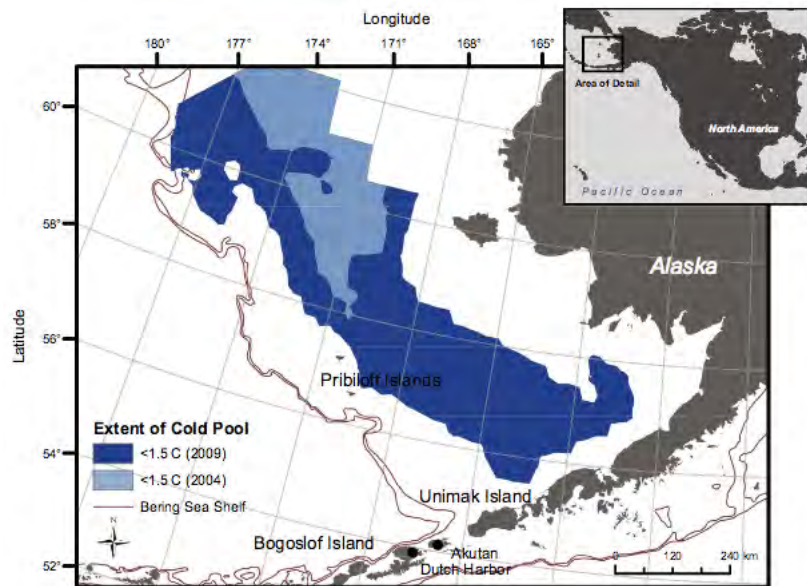 Longitude
180°
177°
174°
171°
168°
165°
Area of Detail
North America
Pacific Ocean
60°
58°
56°
54°
52°
Latitude
Alaska
Pribiloff Islands
Extent of Cold Pool
<1.5 C (2009)
<1.5 C (2004)
Bering Sea Shelf
N
Unimak Island
Bogoslof Island
Akutan
Dutch Harbor
0 60 120 240 km